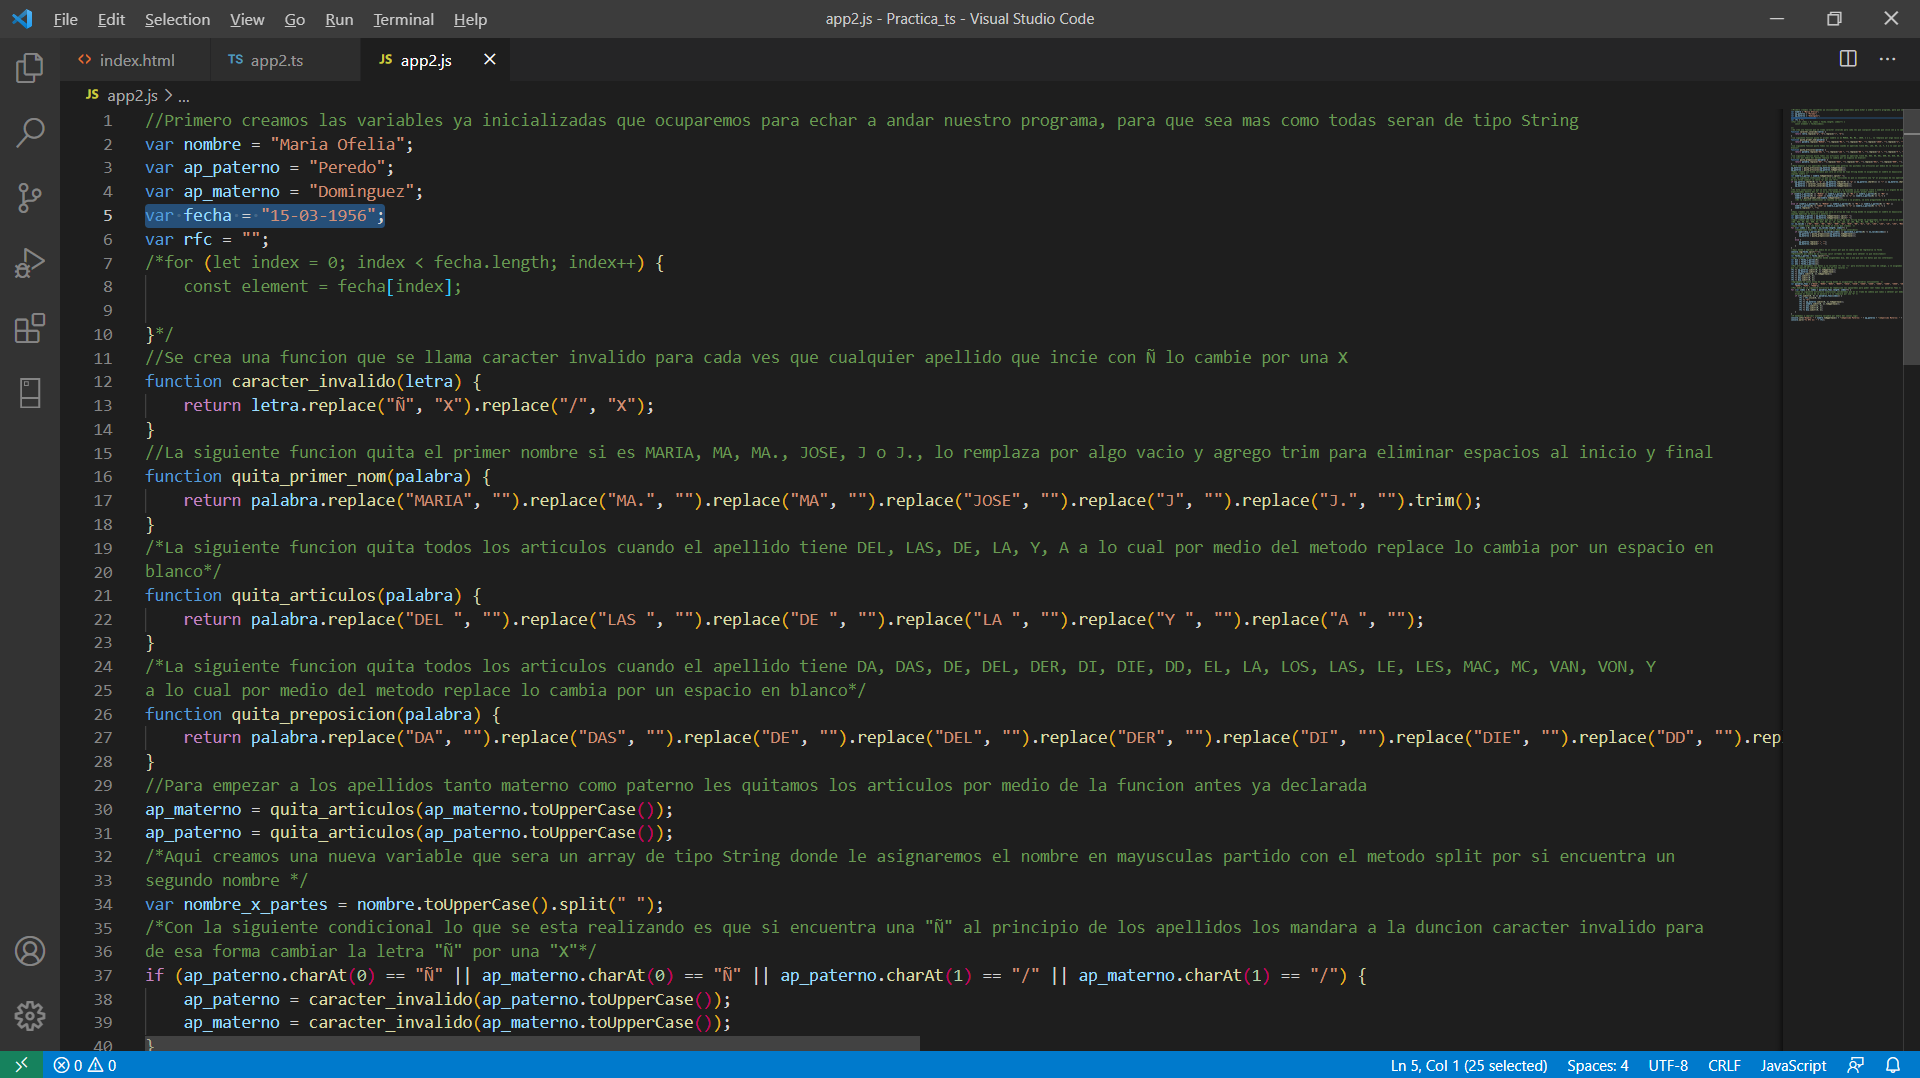 File Edit Selection View Go Run Terminal Help
app2.js - Practica_ts - Visual Studio Code
<> index.html
TS app2.ts
JS app2.js
JS app2.js > ...
1 //Primero creamos las variables ya inicializadas que ocuparemos para echar a andar nuestro programa, para que sea mas como todas seran de tipo String
2 var nombre = "Maria Ofelia";
3 var ap_paterno = "Peredo";
4 var ap_materno = "Dominguez";
5 var fecha = "15-03-1956";
6 var rfc = "";
7 /*for (let index = 0; index < fecha.length; index++) {
8 const element = fecha[index];
9
10 }*/
11 //Se crea una funcion que se llama caracter invalido para cada ves que cualquier apellido que incie con Ñ lo cambie por una X
12 function caracter_invalido(letra) {
13 return letra.replace("Ñ", "X").replace("/", "X");
14 }
15 //La siguiente funcion quita el primer nombre si es MARIA, MA, MA., JOSE, J o J., lo remplaza por algo vacio y agrego trim para eliminar espacios al inicio y final
16 function quita_primer_nom(palabra) {
17 return palabra.replace("MARIA", "").replace("MA.", "").replace("MA", "").replace("JOSE", "").replace("J", "").replace("J.", "").trim();
18 }
19 /*La siguiente funcion quita todos los articulos cuando el apellido tiene DEL, LAS, DE, LA, Y, A a lo cual por medio del metodo replace lo cambia por un espacio en
20 blanco*/
21 function quita_articulos(palabra) {
22 return palabra.replace("DEL ", "").replace("LAS ", "").replace("DE ", "").replace("LA ", "").replace("Y ", "").replace("A ", "");
23 }
24 /*La siguiente funcion quita todos los articulos cuando el apellido tiene DA, DAS, DE, DEL, DER, DI, DIE, DD, EL, LA, LOS, LAS, LE, LES, MAC, MC, VAN, VON, Y
25 a lo cual por medio del metodo replace lo cambia por un espacio en blanco*/
26 function quita_preposicion(palabra) {
27 return palabra.replace("DA", "").replace("DAS", "").replace("DE", "").replace("DEL", "").replace("DER", "").replace("DI", "").replace("DIE", "").replace("DD", "").rep
28 }
29 //Para empezar a los apellidos tanto materno como paterno les quitamos los articulos por medio de la funcion antes ya declarada
30 ap_materno = quita_articulos(ap_materno.toUpperCase());
31 ap_paterno = quita_articulos(ap_paterno.toUpperCase());
32 /*Aqui creamos una nueva variable que sera un array de tipo String donde le asignaremos el nombre en mayusculas partido con el metodo split por si encuentra un
33 segundo nombre */
34 var nombre_x_partes = nombre.toUpperCase().split(" ");
35 /*Con la siguiente condicional lo que se esta realizando es que si encuentra una "Ñ" al principio de los apellidos los mandara a la duncion caracter invalido para
36 de esa forma cambiar la letra "Ñ" por una "X"*/
37 if (ap_paterno.charAt(0) == "Ñ" || ap_materno.charAt(0) == "Ñ" || ap_paterno.charAt(1) == "/" || ap_materno.charAt(1) == "/") {
38 ap_paterno = caracter_invalido(ap_paterno.toUpperCase());
39 ap_materno = caracter_invalido(ap_materno.toUpperCase());
40 }
0 0
Ln 5, Col 1 (25 selected) Spaces: 4 UTF-8 CRLF JavaScript